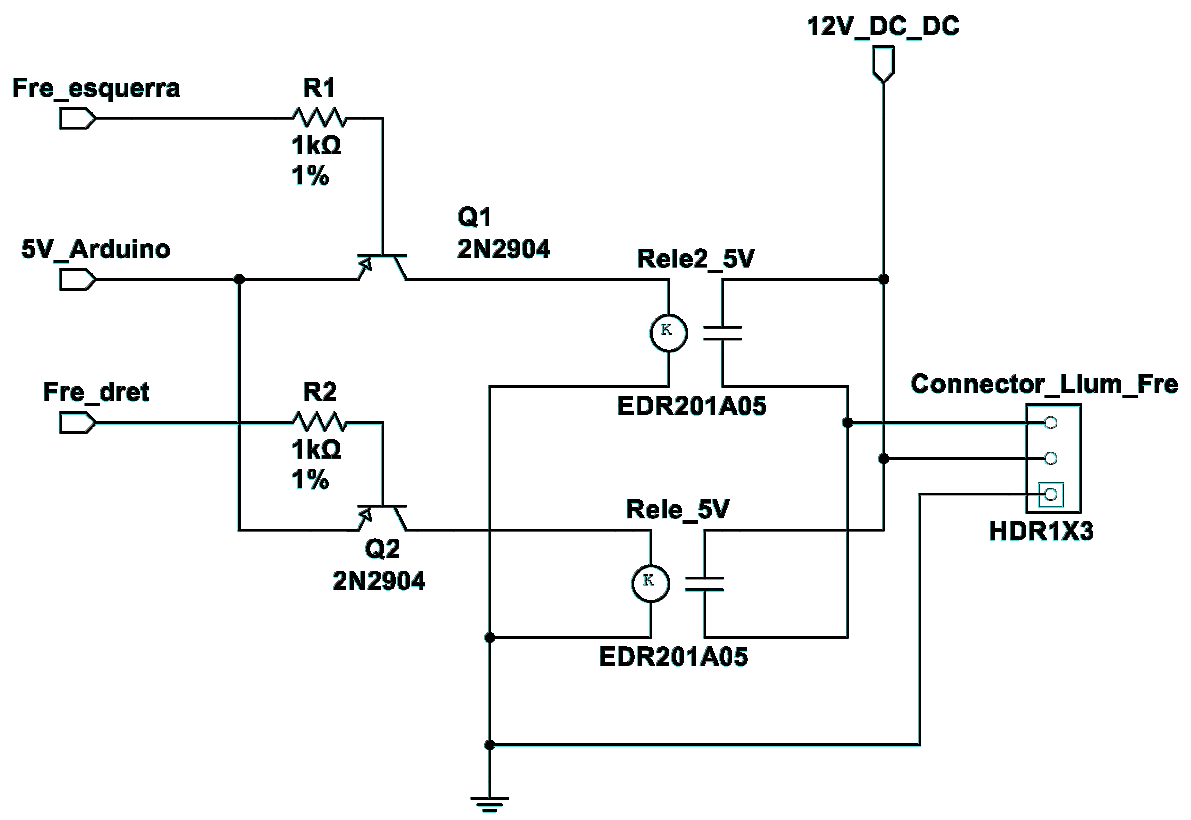 12V_DC_DC
Fre_esquerra
R1
1kΩ
1%
Q1
2N2904
5V_Arduino
Rele2_5V
K
EDR201A05
Fre_dret
R2
1kΩ
1%
Connector_Llum_Fre
HDR1X3
Rele_5V
Q2
2N2904
K
EDR201A05